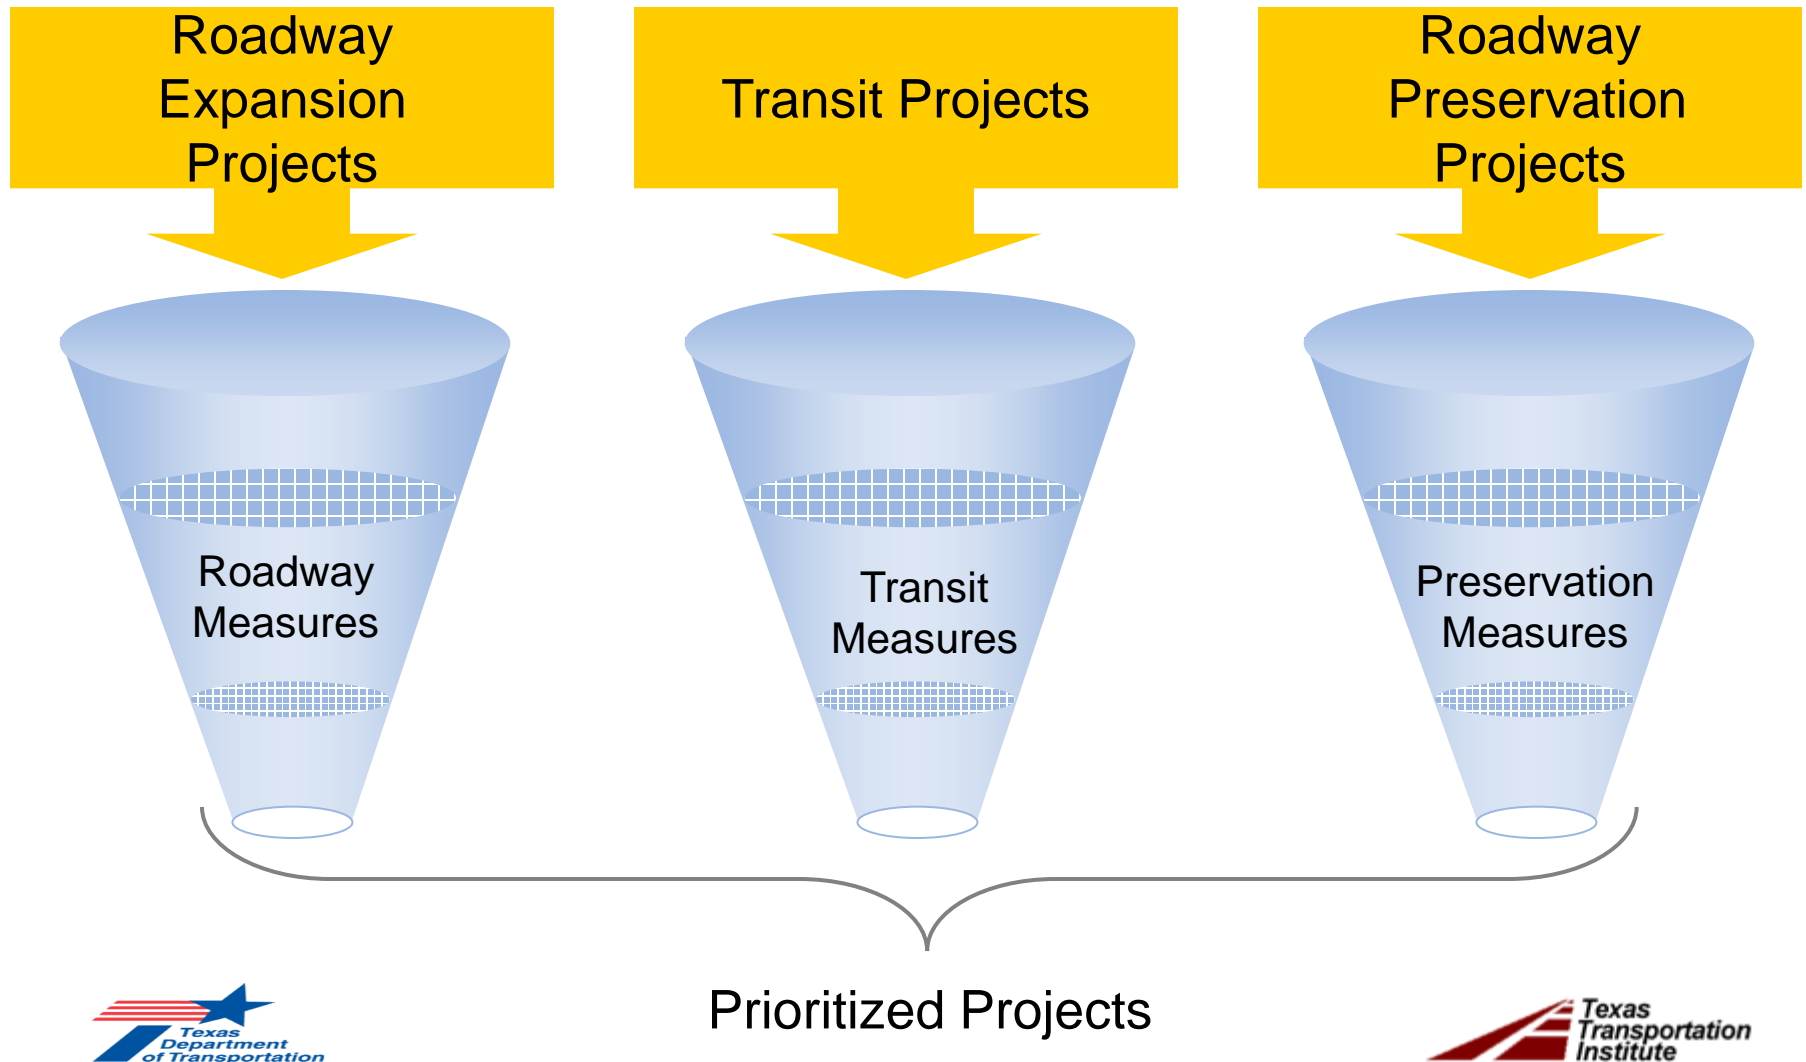 Roadway
Expansion
Projects
Transit Projects
Roadway
Preservation
Projects
Roadway
Measures
Transit
Measures
Preservation
Measures
Prioritized Projects
Texas
Department
of Transportation
Texas
Transportation
Institute